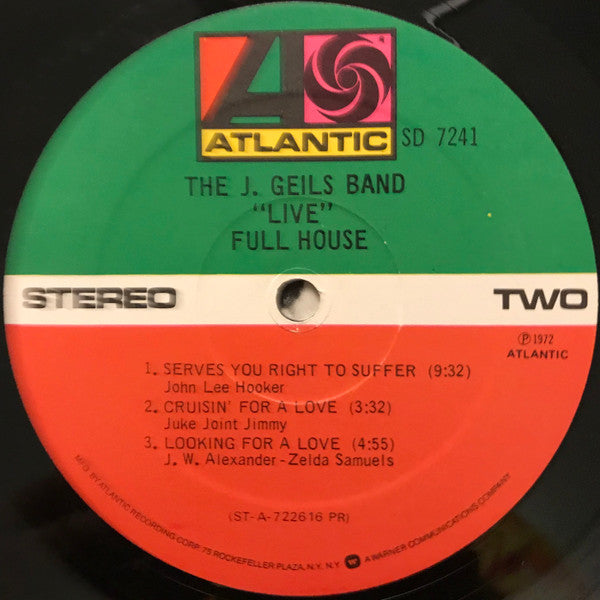 ATLANTIC
SD 7241
THE J. GEILS BAND
"LIVE"
FULL HOUSE
STEREO
TWO
℗ 1972
ATLANTIC
1. SERVES YOU RIGHT TO SUFFER (9:32)
John Lee Hooker
2. CRUISIN' FOR A LOVE (3:32)
Juke Joint Jimmy
3. LOOKING FOR A LOVE (4:55)
J. W. Alexander-Zelda Samuels
(ST-A-722616 PR)
MFG. BY ATLANTIC RECORDING CORP. 75 ROCKEFELLER PLAZA, N.Y. N.Y. A WARNER COMMUNICATIONS COMPANY